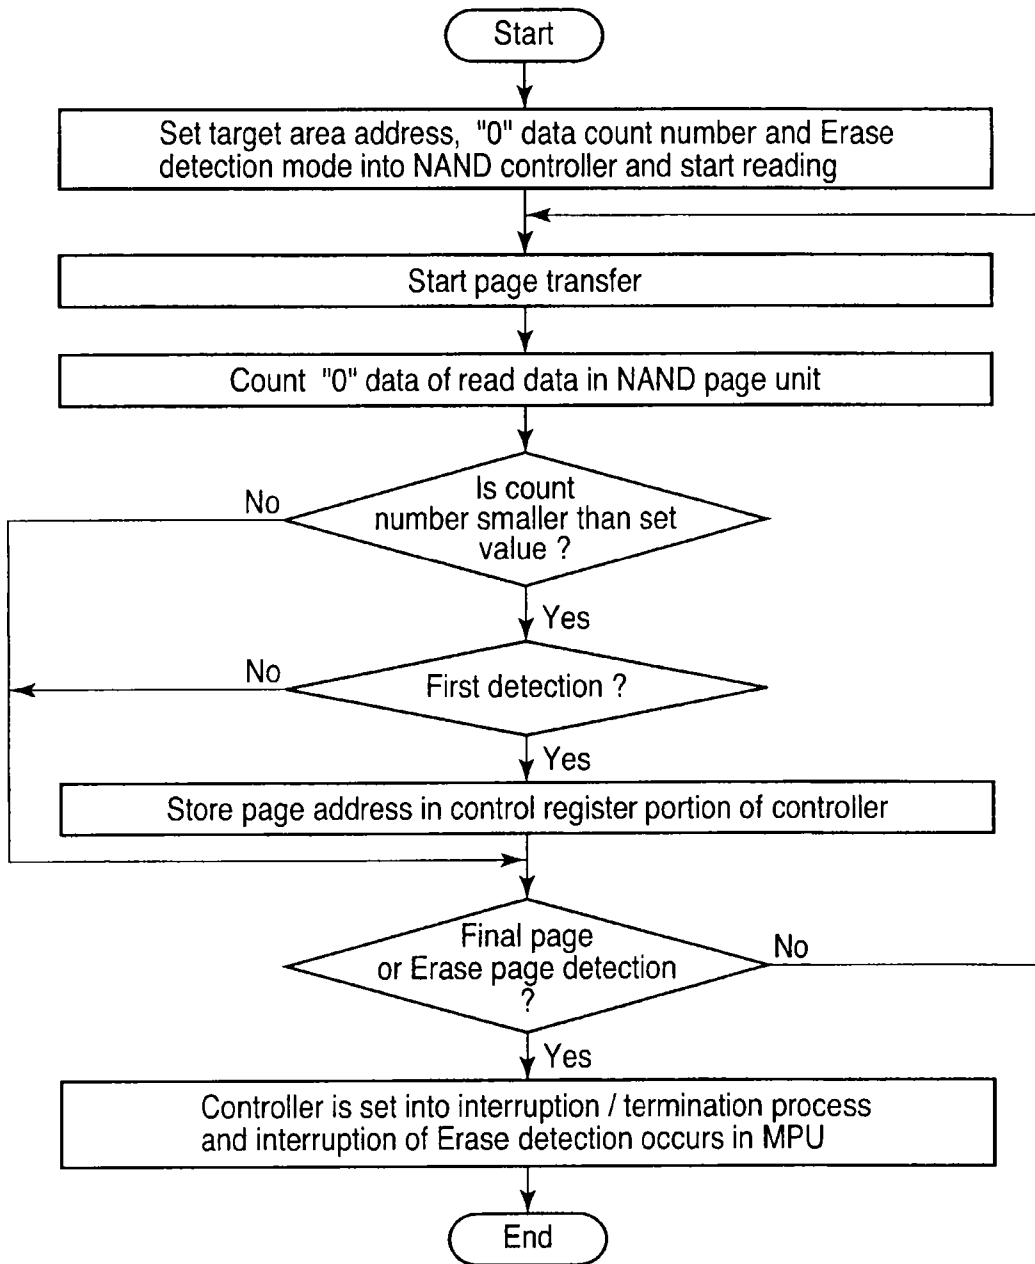 Start
Set target area address, "0" data count number and Erase
detection mode into NAND controller and start reading
Start page transfer
Count "0" data of read data in NAND page unit
Is count
number smaller than set
value ?
No
Yes
First detection ?
No
Yes
Store page address in control register portion of controller
Final page
or Erase page detection
?
No
Yes
Controller is set into interruption / termination process
and interruption of Erase detection occurs in MPU
End